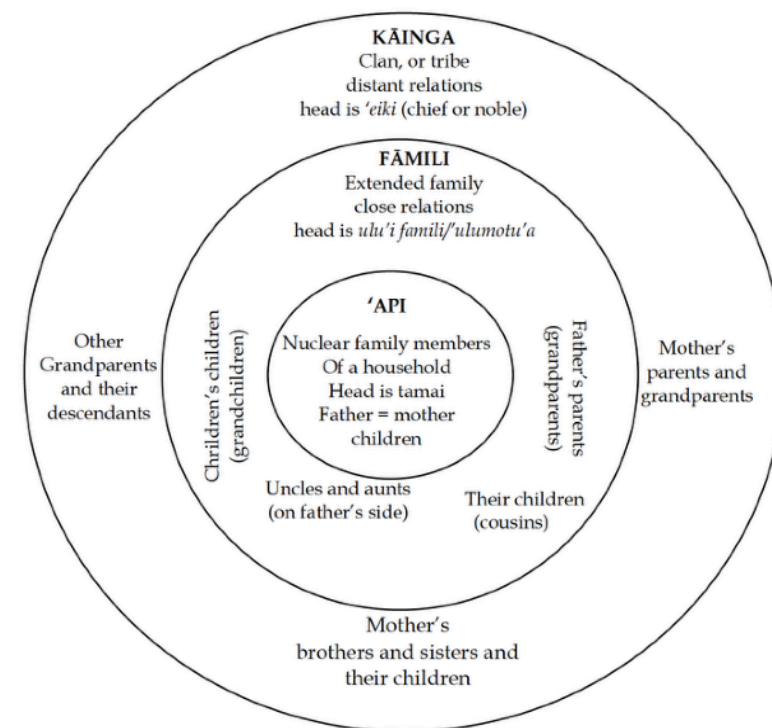 KĀINGA
Clan, or tribe
distant relations
head is ‘eiki (chief or noble)
FĀMILI
Extended family
close relations
head is ulu’i famili/’ulumotu’a
‘API
Nuclear family members
Of a household
Head is tamai
Father = mother
children
Other
Grandparents
and their
descendants
Chrildren’s children
(grandchildren)
Father’s parents
(grandparents)
Mother’s
parents and
grandparents
Uncles and aunts
(on father’s side)
Their children
(cousins)
Mother’s
brothers and sisters and
their children